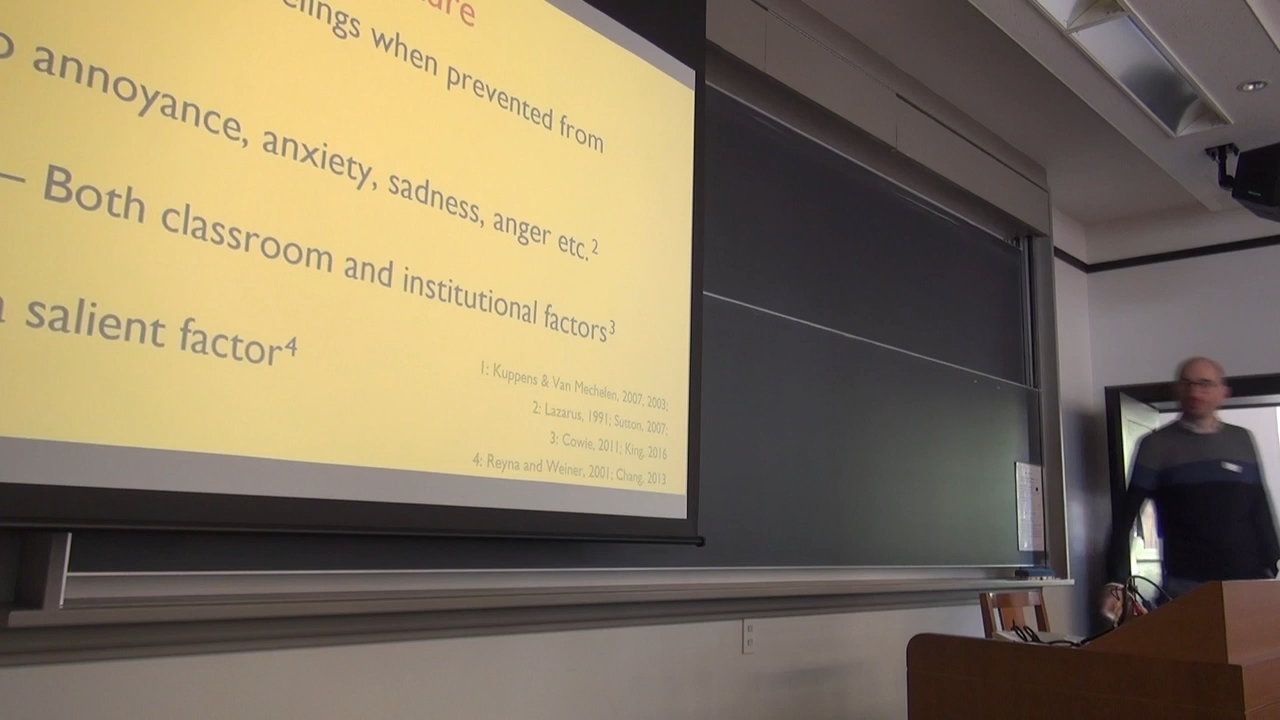 when prevented from
annoyance, anxiety, sadness, anger etc.²
– Both classroom and institutional factors³
salient factor⁴
1: Kuppens & Van Mechelen, 2007, 2003;
2: Lazarus, 1991; Sutton, 2007;
3: Cowie, 2011; King, 2016
4: Reyna and Weiner, 2001; Chang, 2013